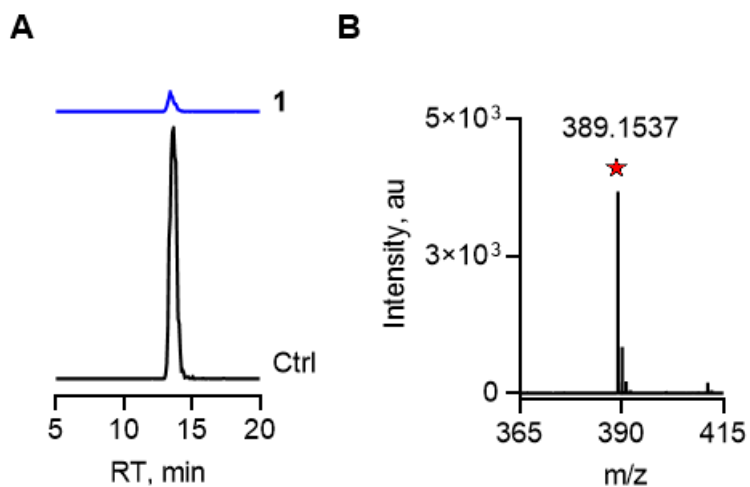 A
1
Ctrl
5 10 15 20
RT, min
B
5×10³
389.1537
3×10³
0
Intensity, au
365 390 415
m/z